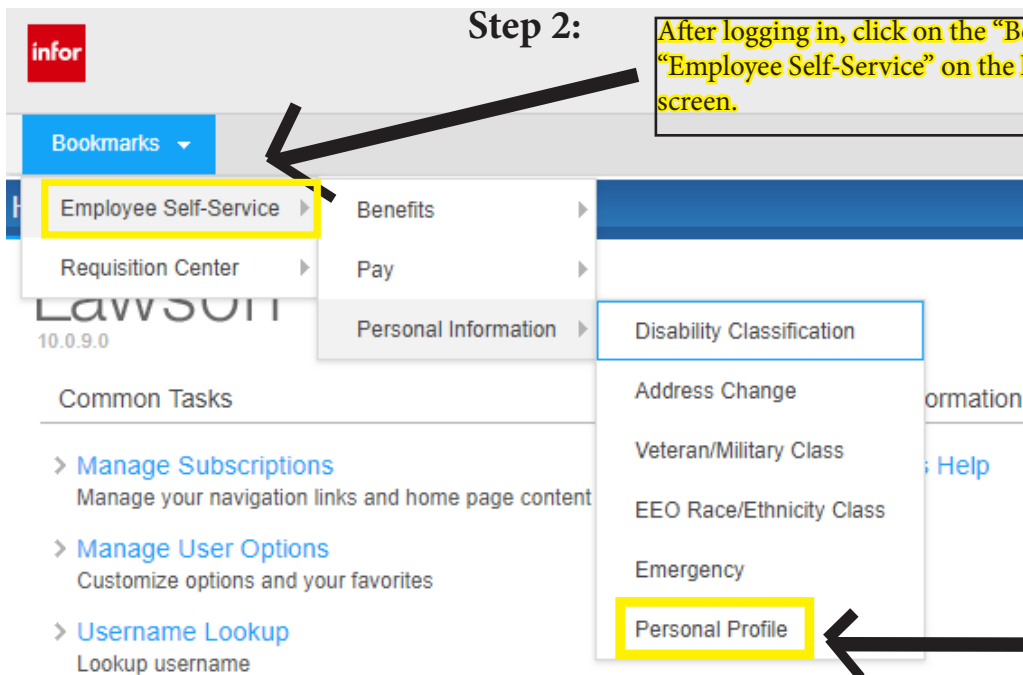 Step 2:
After logging in, click on the “B
“Employee Self-Service” on the
screen.
infor
Bookmarks
Employee Self-Service
Requisition Center
Benefits
Pay
Personal Information
Disability Classification
Address Change
Veteran/Military Class
EEO Race/Ethnicity Class
Emergency
Personal Profile
Lawson
10.0.9.0
Common Tasks
ormation
Manage Subscriptions
Manage your navigation links and home page content
Help
Manage User Options
Customize options and your favorites
Username Lookup
Lookup username